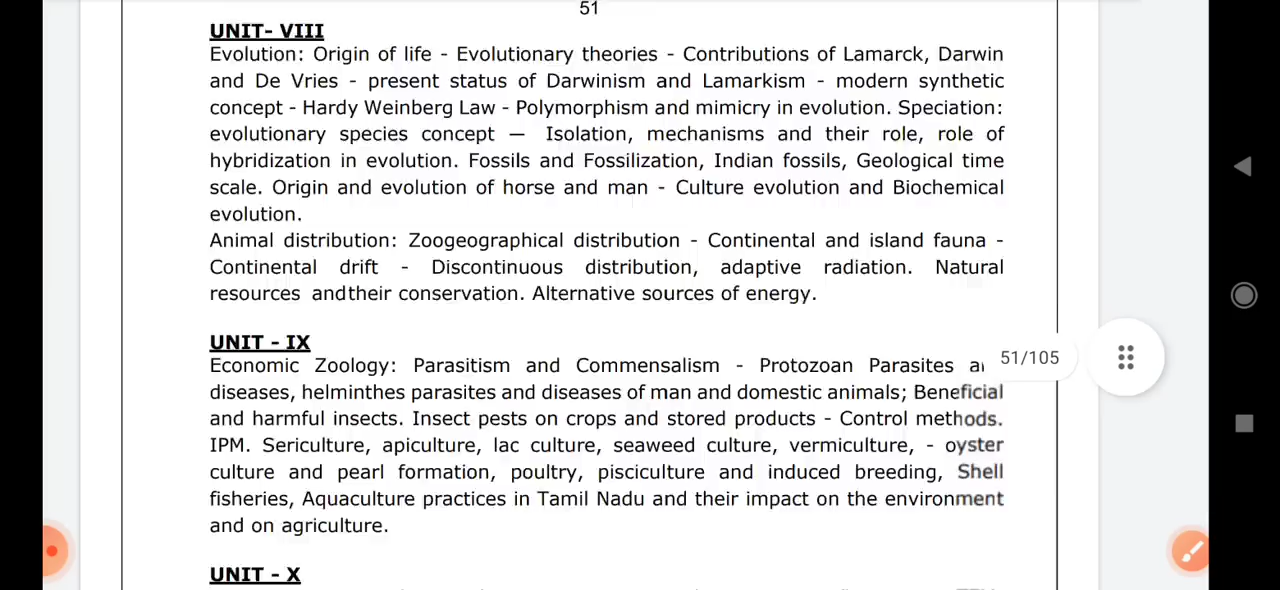 51
UNIT- VIII
Evolution: Origin of life - Evolutionary theories - Contributions of Lamarck, Darwin
and De Vries - present status of Darwinism and Lamarkism - modern synthetic
concept - Hardy Weinberg Law - Polymorphism and mimicry in evolution. Speciation:
evolutionary species concept — Isolation, mechanisms and their role, role of
hybridization in evolution. Fossils and Fossilization, Indian fossils, Geological time
scale. Origin and evolution of horse and man - Culture evolution and Biochemical
evolution.
Animal distribution: Zoogeographical distribution - Continental and island fauna -
Continental drift - Discontinuous distribution, adaptive radiation. Natural
resources andtheir conservation. Alternative sources of energy.
UNIT - IX
Economic Zoology: Parasitism and Commensalism - Protozoan Parasites
51/105
diseases, helminthes parasites and diseases of man and domestic animals; Beneficial
and harmful insects. Insect pests on crops and stored products - Control methods.
IPM. Sericulture, apiculture, lac culture, seaweed culture, vermiculture, - oyster
culture and pearl formation, poultry, pisciculture and induced breeding, Shell
fisheries, Aquaculture practices in Tamil Nadu and their impact on the environment
and on agriculture.
UNIT - X